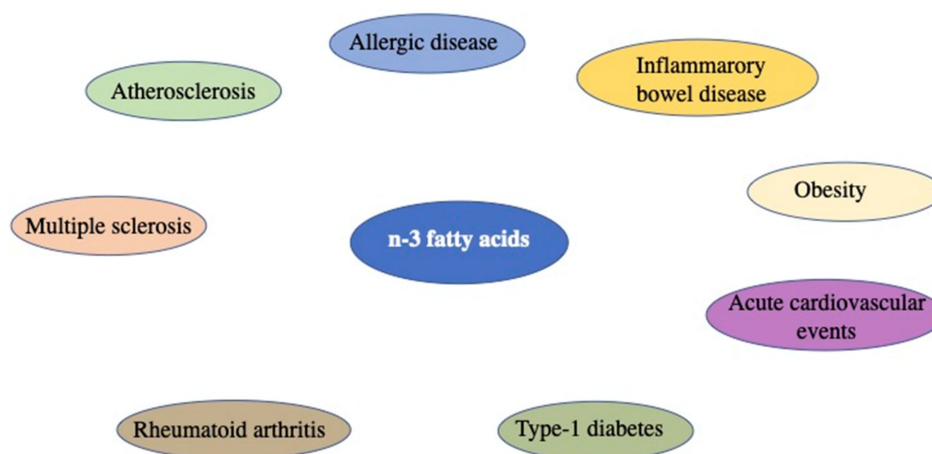 Allergic disease
Inflammarory
bowel disease
Atherosclerosis
Obesity
Multiple sclerosis
n-3 fatty acids
Acute cardiovascular
events
Rheumatoid arthritis
Type-1 diabetes